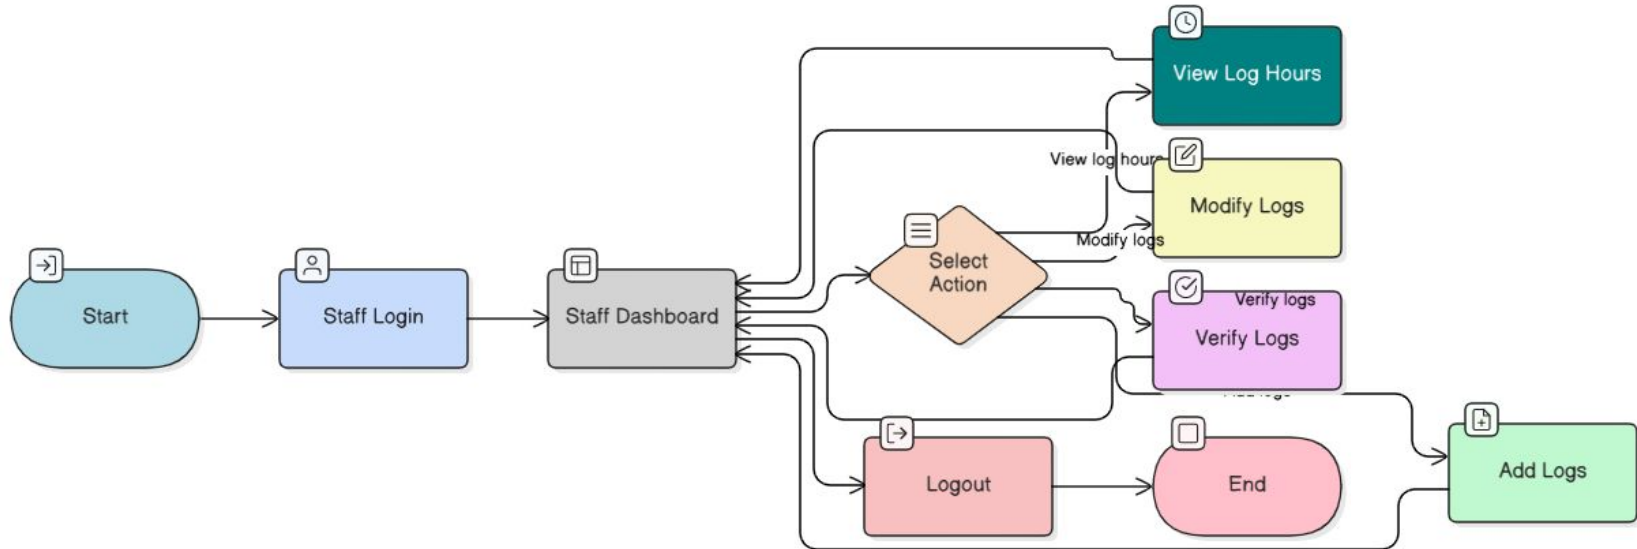 View Log Hours
View log hours
Modify Logs
Modify logs
Select
Action
Start
Staff Login
Staff Dashboard
Verify logs
Verify Logs
Logout
End
Add Logs